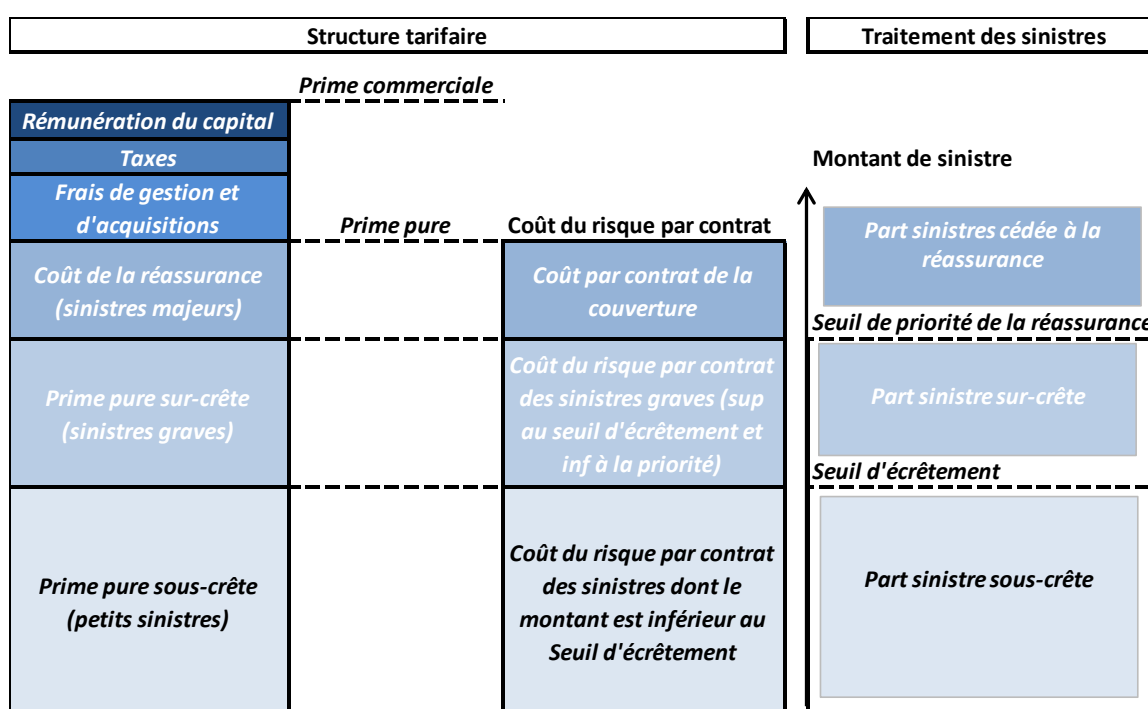 Structure tarifaire
Traitement des sinistres
Prime commerciale
Rémunération du capital
Taxes
Frais de gestion et
d'acquisitions
Prime pure
Coût du risque par contrat
Montant de sinistre
Coût de la réassurance
(sinistres majeurs)
Coût par contrat de la
couverture
Part sinistres cédée à la
réassurance
Seuil de priorité de la réassurance
Prime pure sur-crête
(sinistres graves)
Coût du risque par contrat
des sinistres graves (sup
au seuil d'écrêtement et
inf à la priorité)
Part sinistre sur-crête
Seuil d'écrêtement
Prime pure sous-crête
(petits sinistres)
Coût du risque par contrat
des sinistres dont le
montant est inférieur au
Seuil d'écrêtement
Part sinistre sous-crête